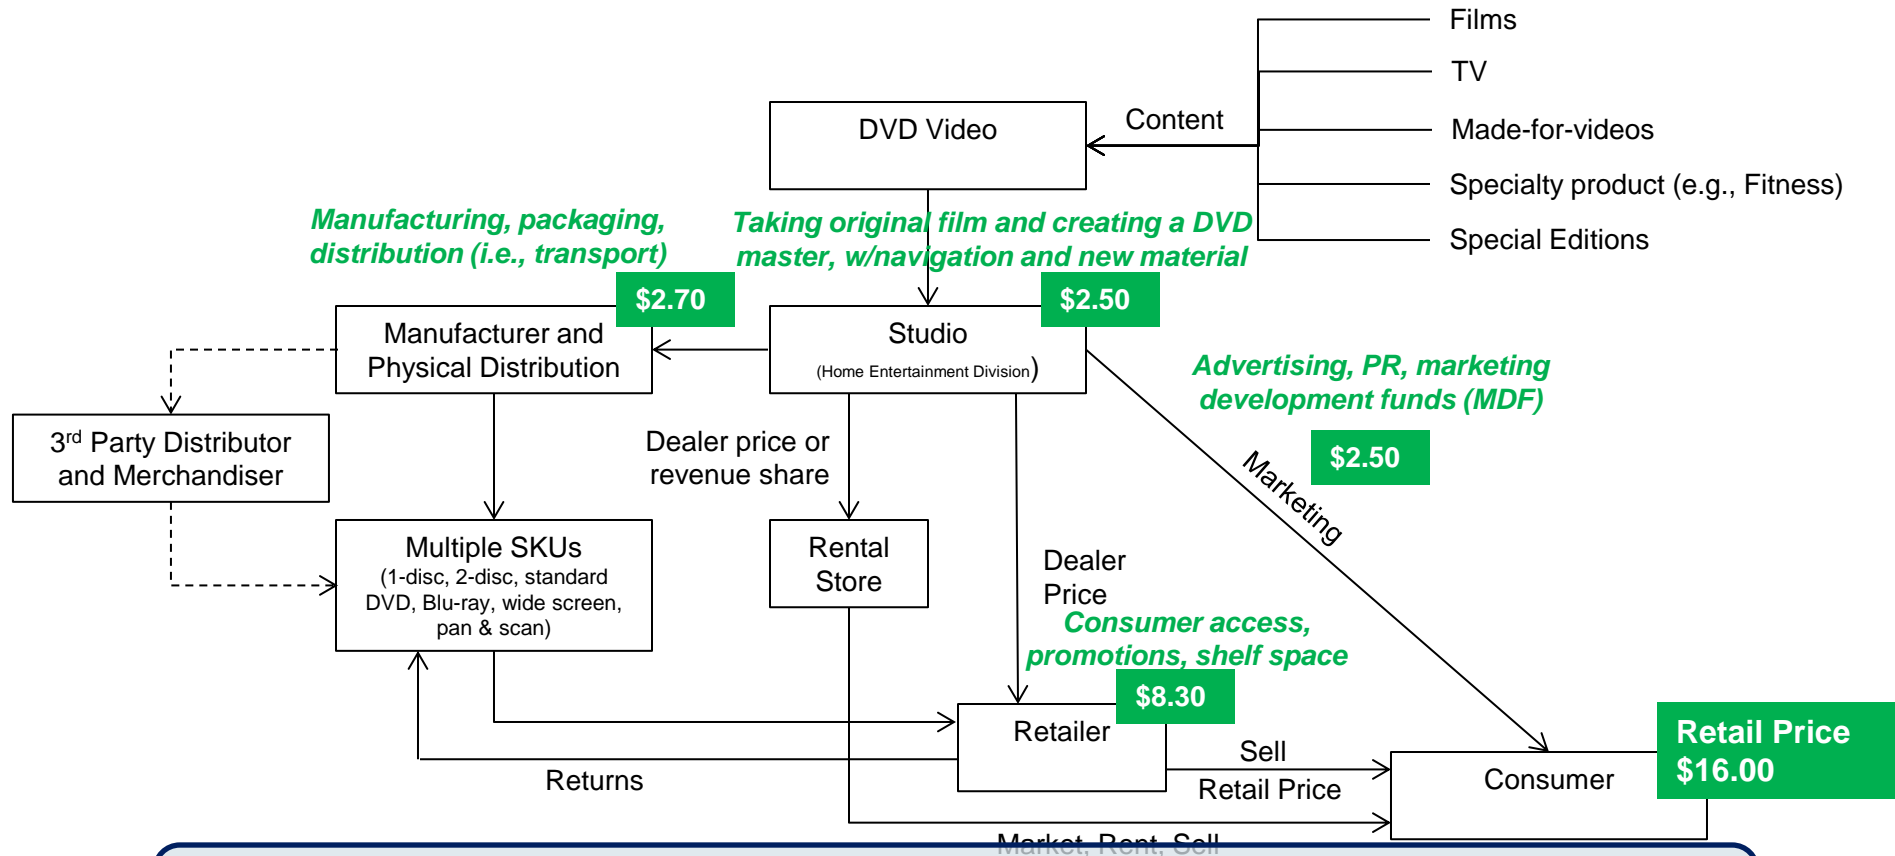 Films
TV
Made-for-videos
Specialty product (e.g., Fitness)
Special Editions
Content
DVD Video
Manufacturing, packaging,
distribution (i.e., transport)
Taking original film and creating a DVD
master, w/navigation and new material
$2.70
$2.50
Manufacturer and
Physical Distribution
Studio
(Home Entertainment Division)
Advertising, PR, marketing
development funds (MDF)
$2.50
3rd Party Distributor
and Merchandiser
Dealer price or
revenue share
Marketing
Multiple SKUs
(1-disc, 2-disc, standard
DVD, Blu-ray, wide screen,
pan & scan)
Rental
Store
Dealer
Price
Consumer access,
promotions, shelf space
$8.30
Retailer
Retail Price
$16.00
Sell
Retail Price
Consumer
Returns
Market, Rent, Sell